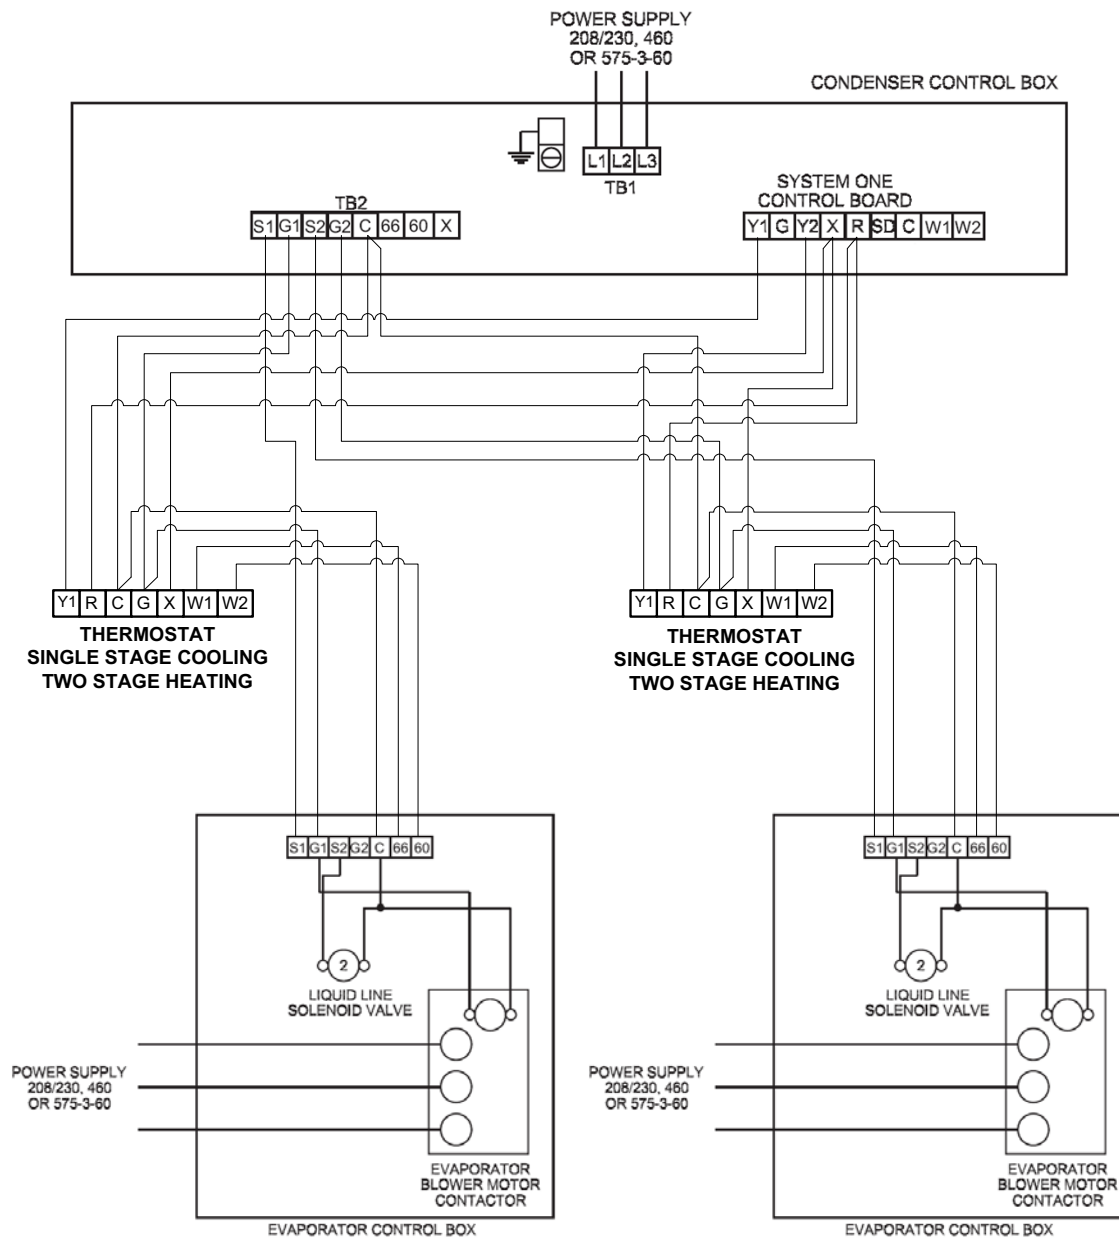 POWER SUPPLY
208/230, 460
OR 575-3-60
CONDENSER CONTROL BOX
L1 L2 L3
TB1
SYSTEM ONE
CONTROL BOARD
TB2
S1 G1 S2 G2 C 66 60 X
Y1 G Y2 X R SD C W1 W2
Y1 R C G X W1 W2
THERMOSTAT
SINGLE STAGE COOLING
TWO STAGE HEATING
Y1 R C G X W1 W2
THERMOSTAT
SINGLE STAGE COOLING
TWO STAGE HEATING
S1 G1 S2 G2 C 66 60
2
LIQUID LINE
SOLENOID VALVE
POWER SUPPLY
208/230, 460
OR 575-3-60
EVAPORATOR
BLOWER MOTOR
CONTACTOR
EVAPORATOR CONTROL BOX
S1 G1 S2 G2 C 66 60
2
LIQUID LINE
SOLENOID VALVE
POWER SUPPLY
208/230, 460
OR 575-3-60
EVAPORATOR
BLOWER MOTOR
CONTACTOR
EVAPORATOR CONTROL BOX